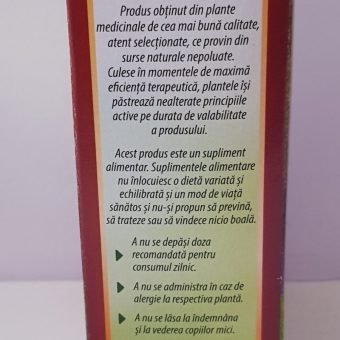 Produs obținut din plante
medicinale de cea mai bună calitate,
atent selecționate, ce provin din
surse naturale nepoluate.
Culese în momentele de maximă
eficiență terapeutică, plantele își
păstrează nealterate principiile
active pe durata de valabilitate
a produsului.
Acest produs este un supliment
alimentar. Suplimentele alimentare
nu înlocuiesc o dietă variată și
echilibrată și un mod de viață
sănătos și nu-și propun să prevină,
să trateze sau să vindece nicio boală.
A nu se depăși doza
recomandată pentru
consumul zilnic.
A nu se administra în caz de
alergie la respectiva plantă.
A nu se lăsa la îndemâna
și la vederea copiilor mici.